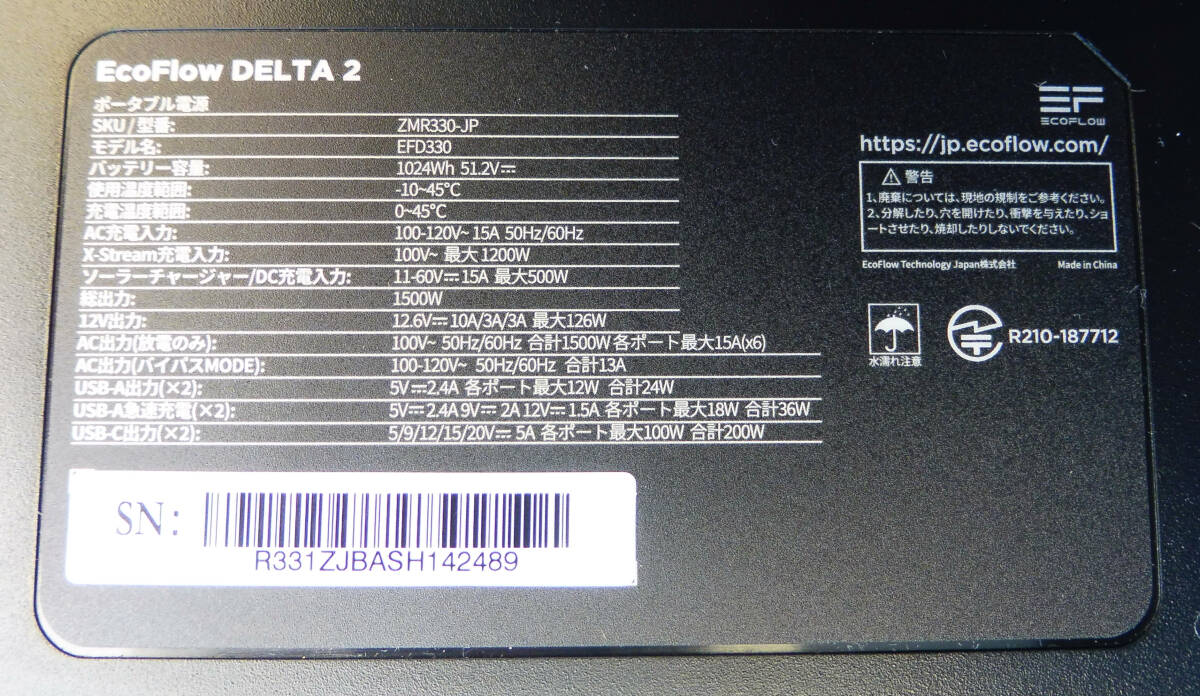 EcoFlow DELTA 2
ポータブル電源
SKU/型番: ZMR330-JP
モデル名: EFD330
バッテリー容量: 1024Wh 51.2V⎓
使用温度範囲: -10~45°C
充電温度範囲: 0~45°C
AC充電入力: 100-120V~ 15A 50Hz/60Hz
X-Stream充電入力: 100V~ 最大 1200W
ソーラーチャージャー/DC充電入力: 11-60V⎓15A 最大500W
総出力: 1500W
12V出力: 12.6V⎓10A/3A/3A 最大126W
AC出力(放電のみ): 100V~ 50Hz/60Hz 合計1500W 各ポート最大15A(x6)
AC出力(バイパスMODE): 100-120V~ 50Hz/60Hz 合計13A
USB-A出力(×2): 5V⎓2.4A 各ポート最大12W 合計24W
USB-A急速充電(×2): 5V⎓2.4A 9V⎓ 2A 12V⎓ 1.5A 各ポート最大18W 合計36W
USB-C出力(×2): 5/9/12/15/20V⎓ 5A 各ポート最大100W 合計200W
SN:
R331ZJBASH142489
EF
ECOFLOW
https://jp.ecoflow.com/
⚠ 警告
1、廃棄については、現地の規制をご参考ください。
2、分解したり、穴を開けたり、衝撃を与えたり、ショ
ートさせたり、焼却したりしないでください。
EcoFlow Technology Japan株式会社 Made in China
水濡れ注意
R210-187712